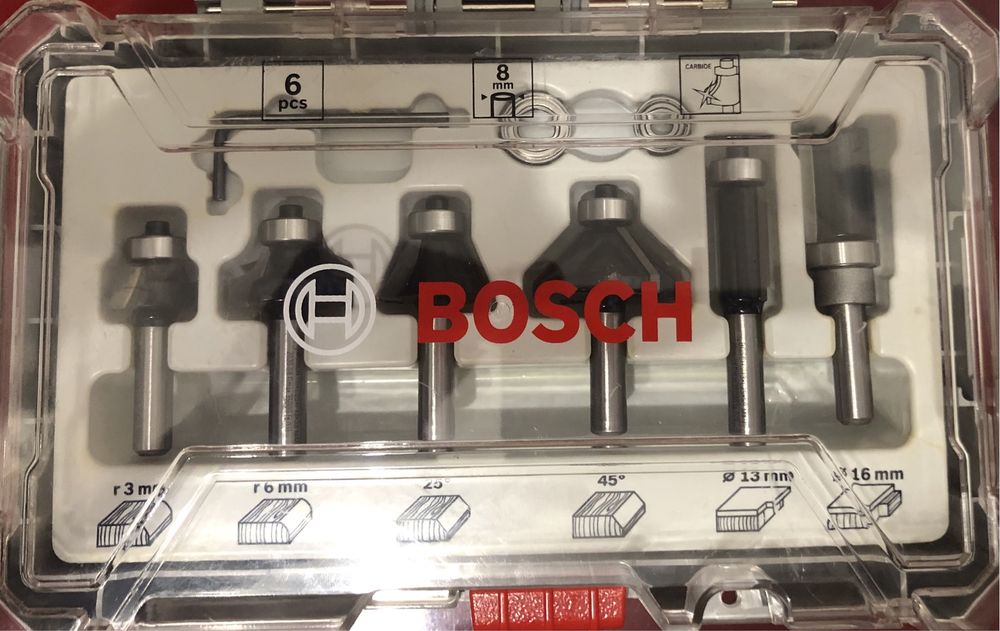 6
pcs
8
mm
CARBIDE
BOSCH
r 3 mm
r 6 mm
25°
45°
Ø 13 mm
Ø 16 mm